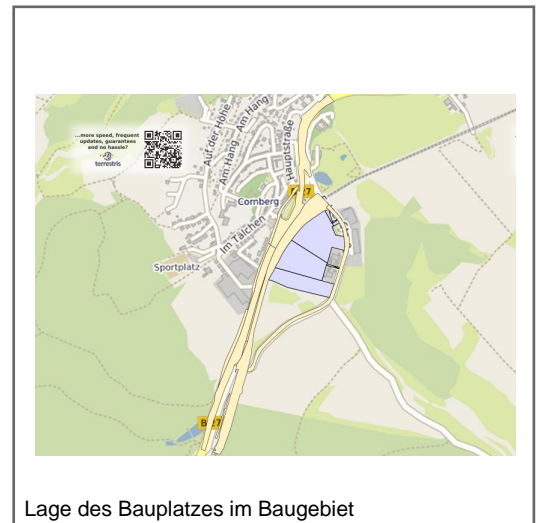 ...more speed, frequent
updates, guarantees
and no hassle?
terrestris
Auf der Höhe
Am Hang
Am Hang
Hauptstraße
Cornberg
B 27
Im Tälchen
Sportplatz
B 27
Lage des Bauplatzes im Baugebiet